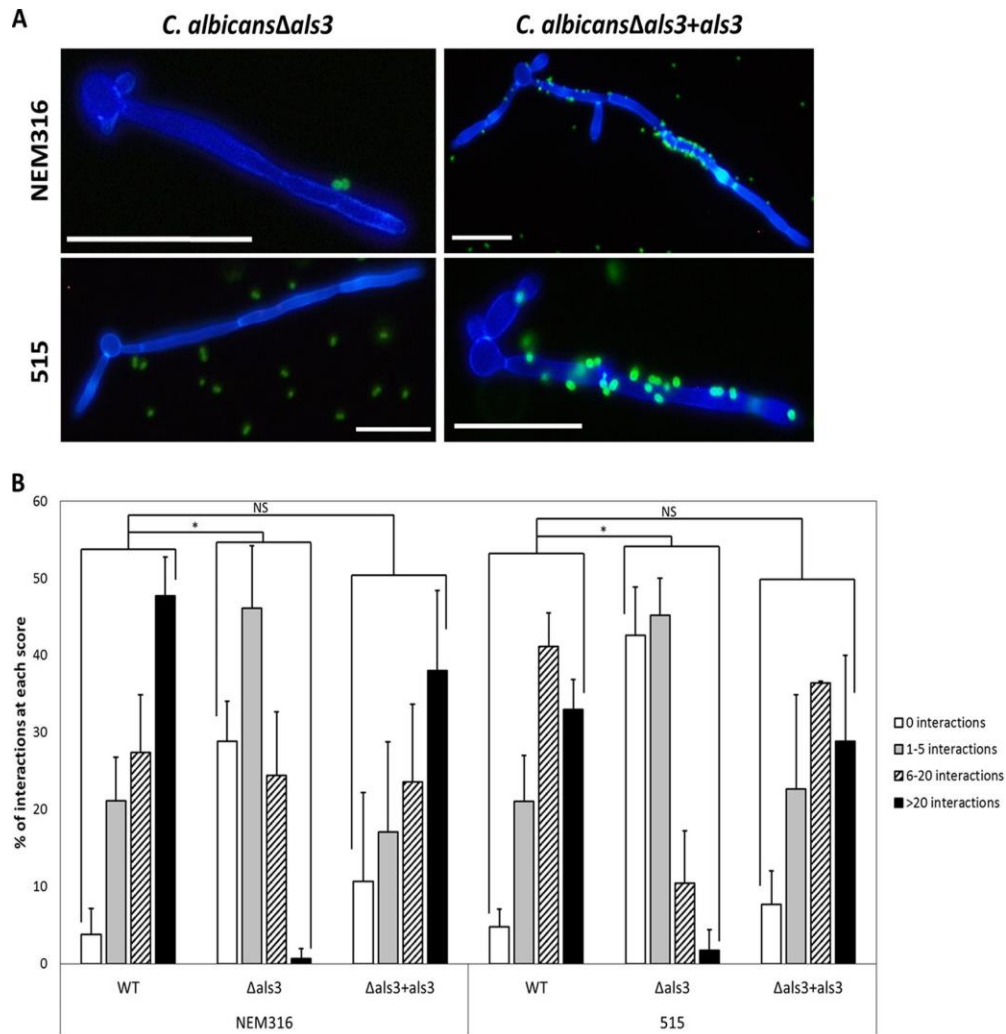 A
C. albicansΔals3
C. albicansΔals3+als3
NEM316
515
B
60
50
40
30
20
10
0
% of interactions at each score
NS
*
NS
*
0 interactions
1-5 interactions
6-20 interactions
>20 interactions
WT
Δals3
Δals3+als3
WT
Δals3
Δals3+als3
NEM316
515